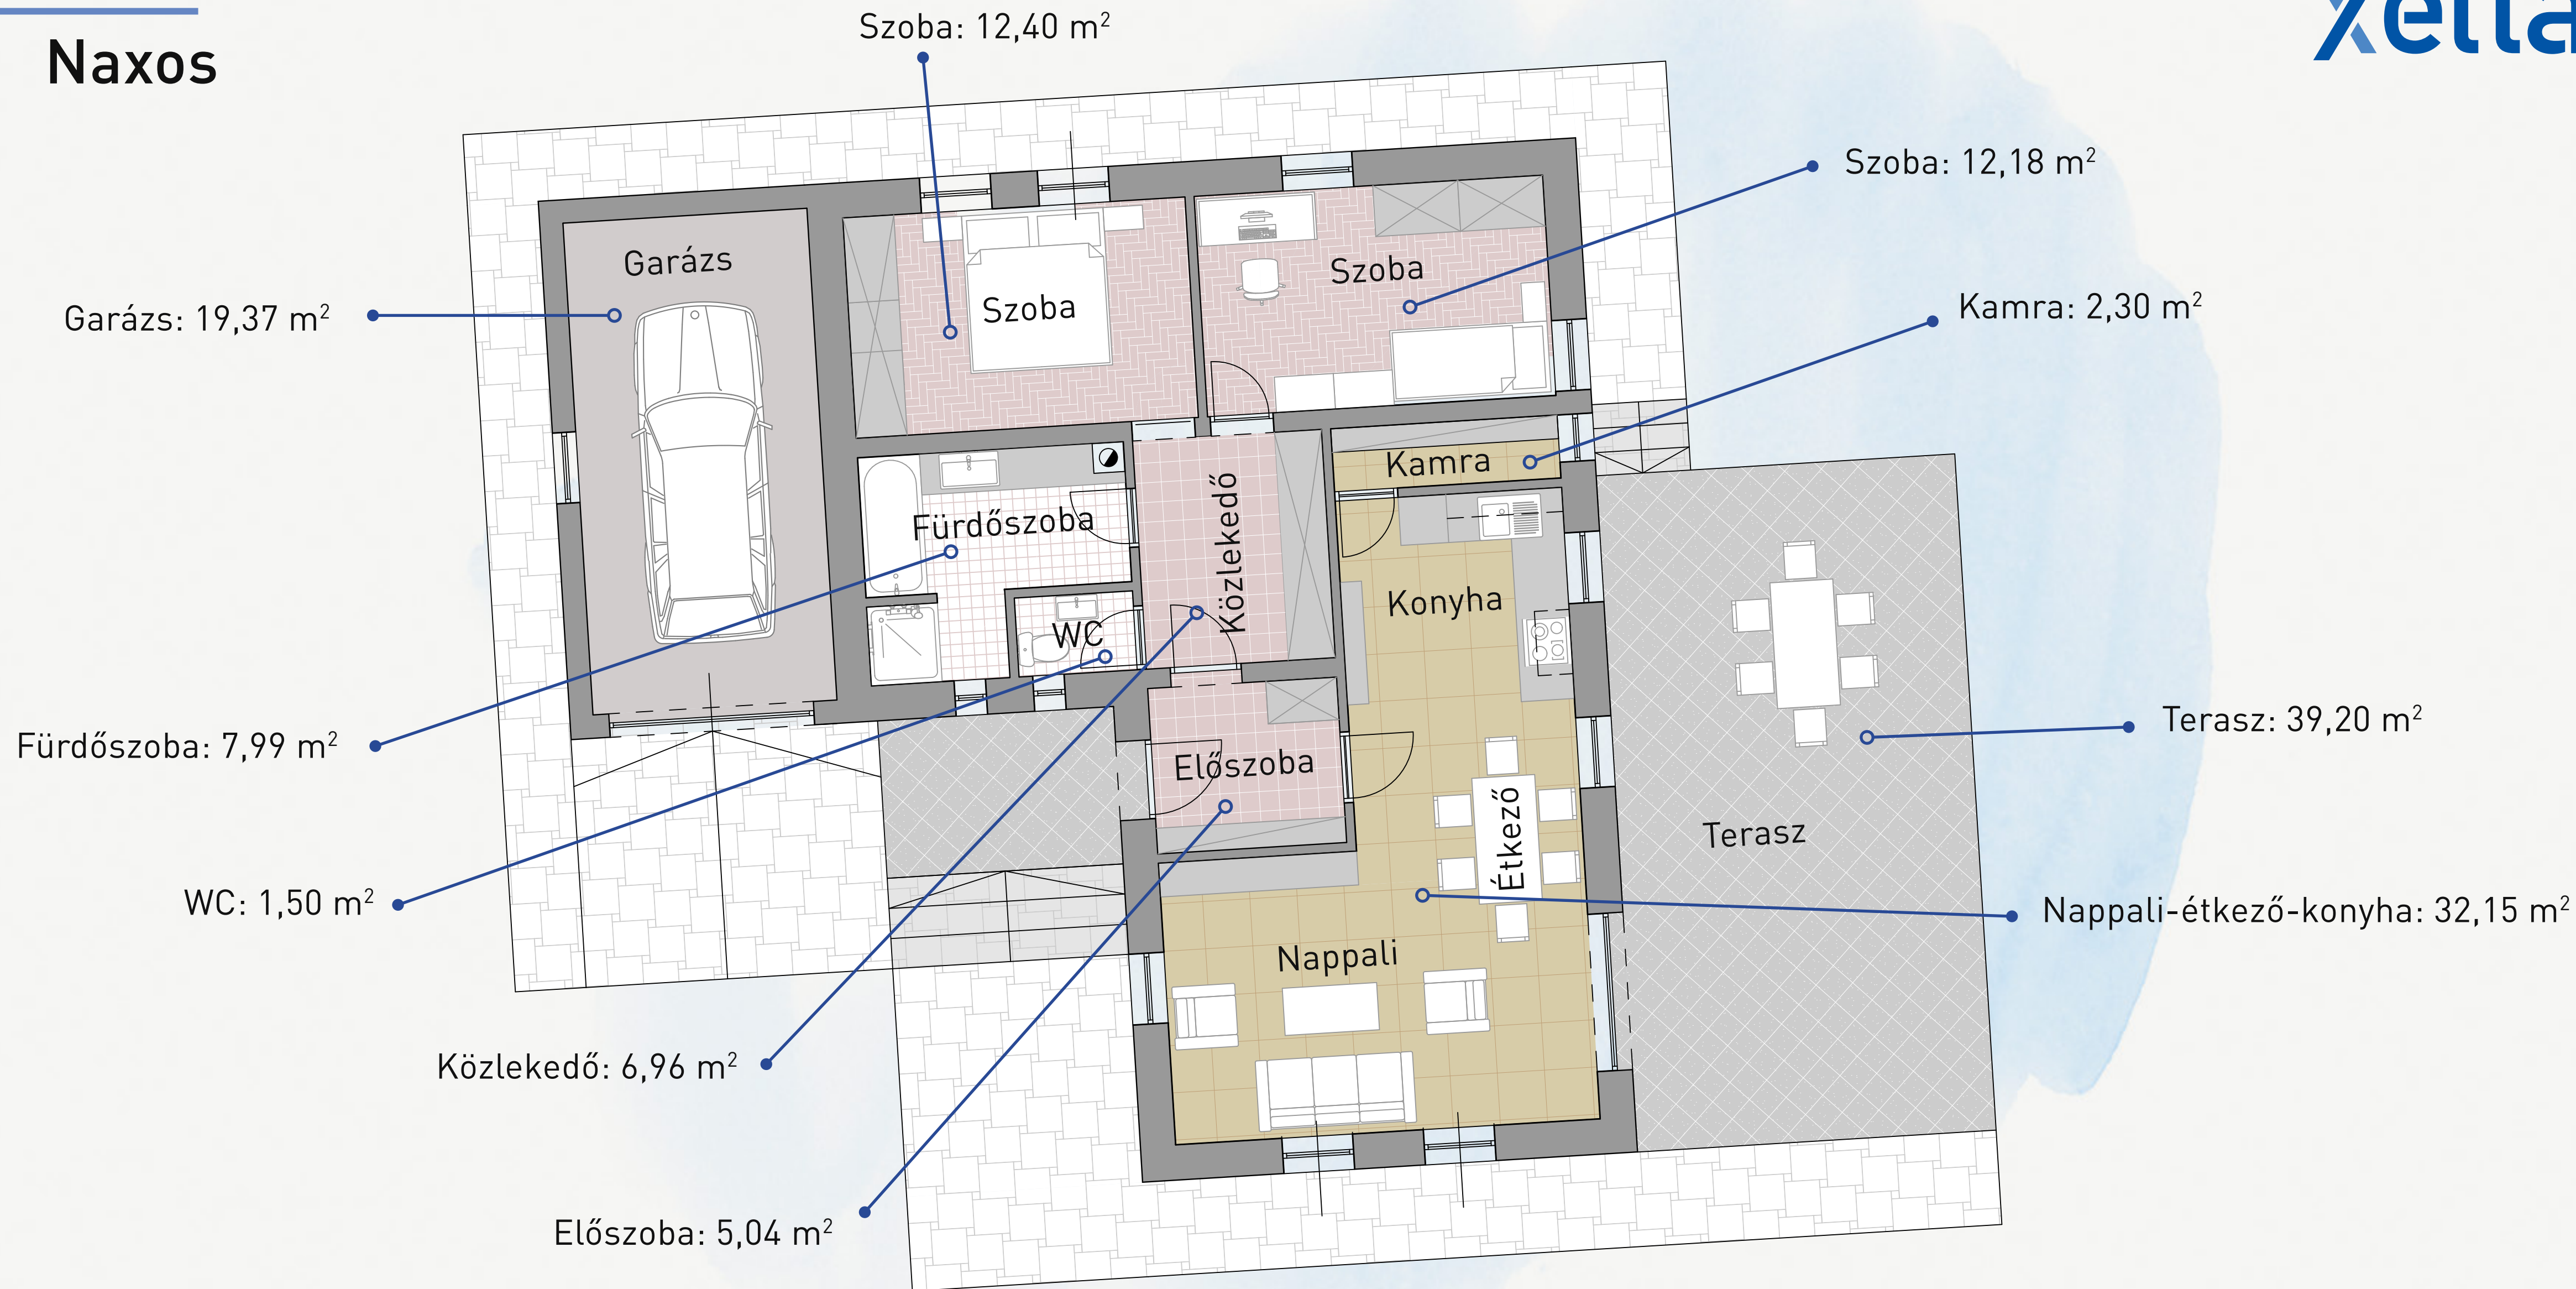 Naxos
xella
Szoba: 12,40 m²
Szoba: 12,18 m²
Kamra: 2,30 m²
Garázs: 19,37 m²
Garázs
Szoba
Szoba
Kamra
Fürdőszoba
Közlekedő
Konyha
WC
Előszoba
Étkező
Terasz
Nappali
Terasz: 39,20 m²
Nappali-étkező-konyha: 32,15 m²
Fürdőszoba: 7,99 m²
WC: 1,50 m²
Közlekedő: 6,96 m²
Előszoba: 5,04 m²